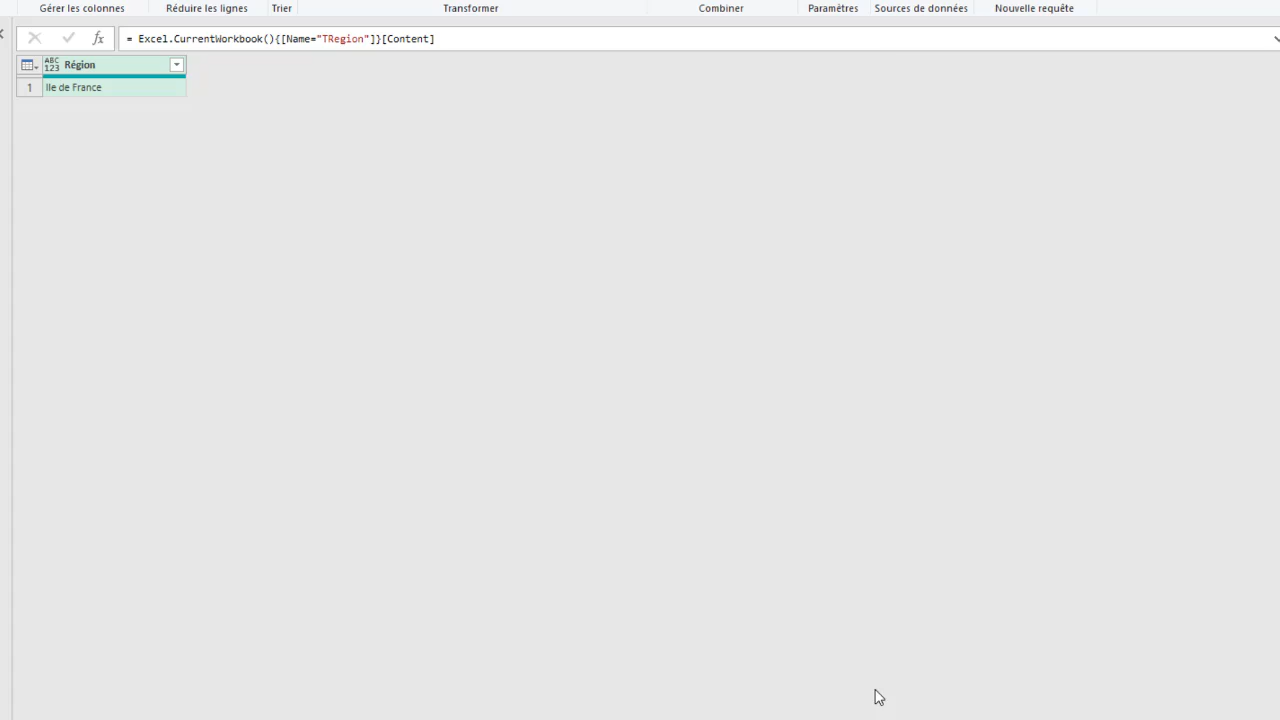 Gérer les colonnes Réduire les lignes Trier Transformer Combiner Paramètres Sources de données Nouvelle requête
fx = Excel.CurrentWorkbook(){[Name="TRegion"]}[Content]
ABC 123 Région
1 Ile de France